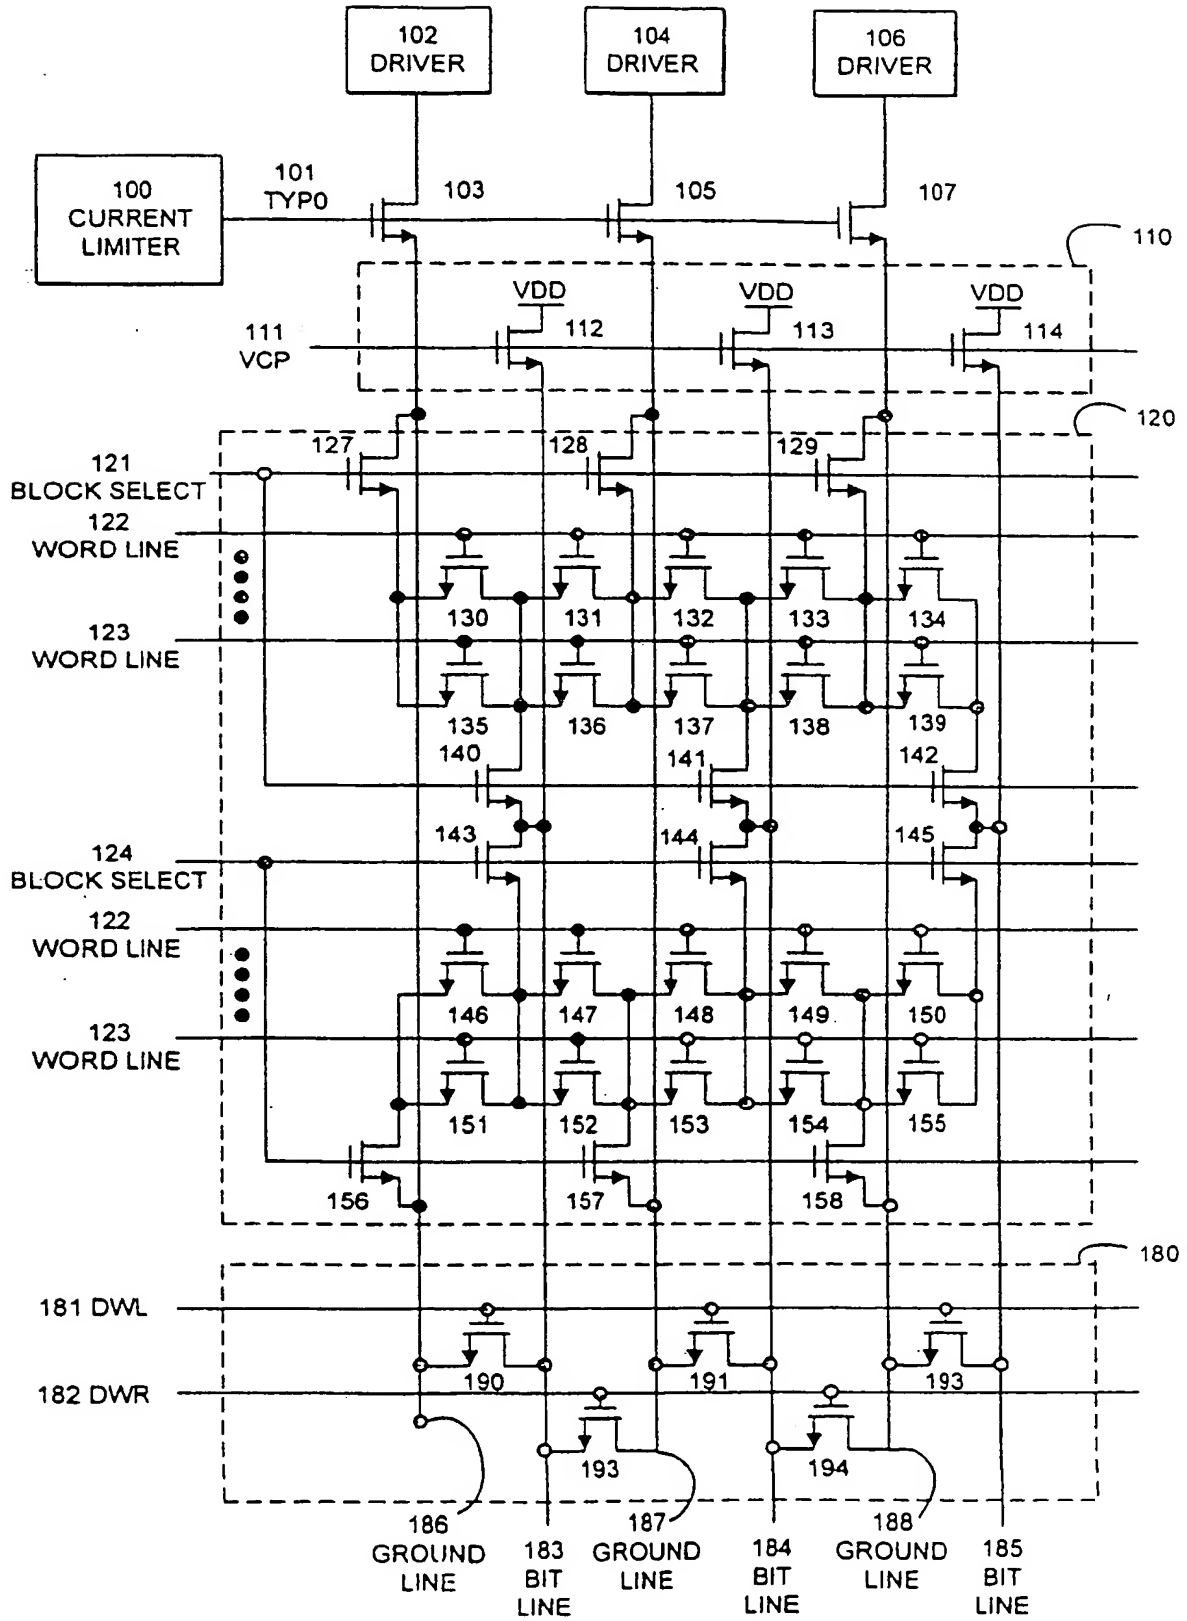 102
DRIVER
104
DRIVER
106
DRIVER
100
CURRENT
LIMITER
101
TYP0
103
105
107
110
VDD
VDD
VDD
111
VCP
112
113
114
120
127
128
129
121
BLOCK SELECT
122
WORD LINE
130
131
132
133
134
123
WORD LINE
135
136
137
138
139
140
141
142
143
144
145
124
BLOCK SELECT
122
WORD LINE
146
147
148
149
150
123
WORD LINE
151
152
153
154
155
156
157
158
180
181 DWL
190
191
193
182 DWR
193
194
186
GROUND
LINE
183
BIT
LINE
187
GROUND
LINE
184
BIT
LINE
188
GROUND
LINE
185
BIT
LINE